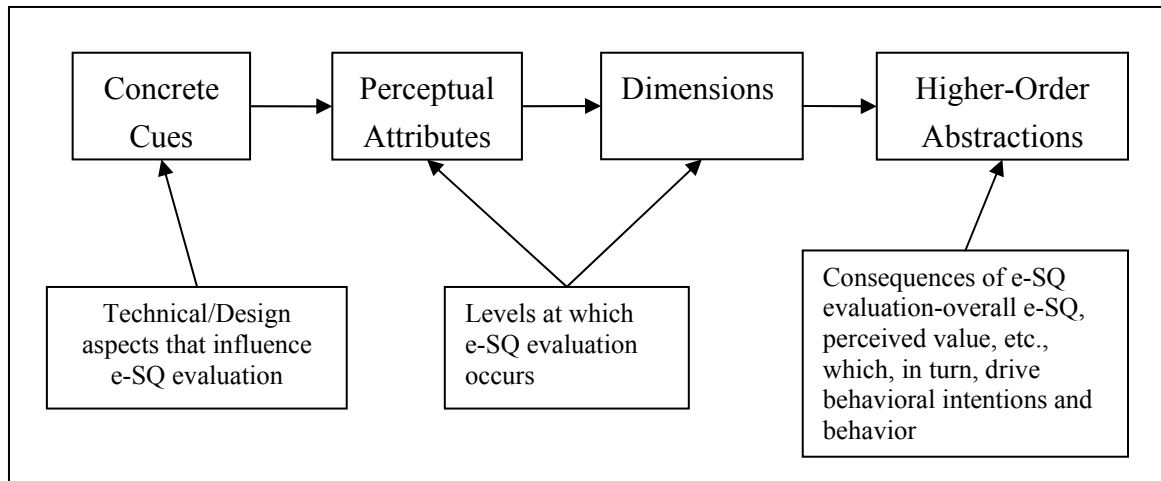 Concrete
Cues
Perceptual
Attributes
Dimensions
Higher-Order
Abstractions
Technical/Design
aspects that influence
e-SQ evaluation
Levels at which
e-SQ evaluation
occurs
Consequences of e-SQ
evaluation-overall e-SQ,
perceived value, etc.,
which, in turn, drive
behavioral intentions and
behavior